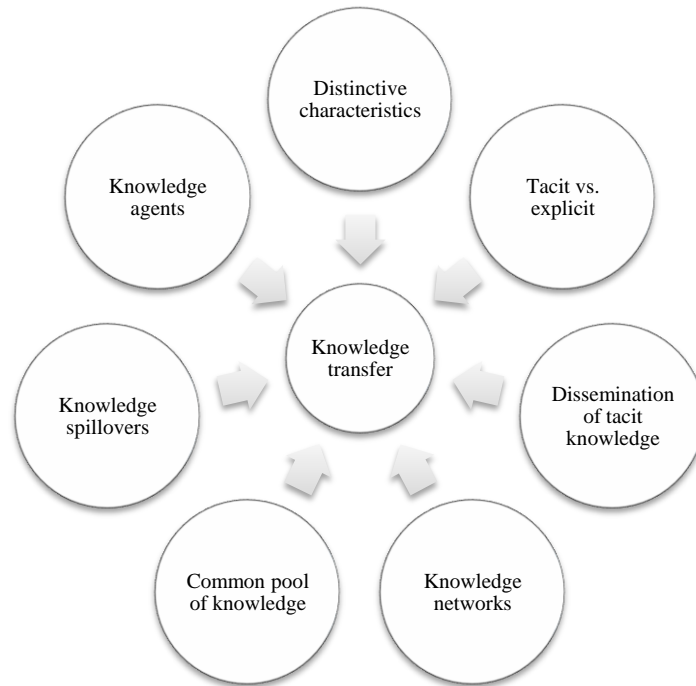 Distinctive
characteristics
Knowledge
agents
Tacit vs.
explicit
Knowledge
transfer
Knowledge
spillovers
Dissemination
of tacit
knowledge
Common pool
of knowledge
Knowledge
networks